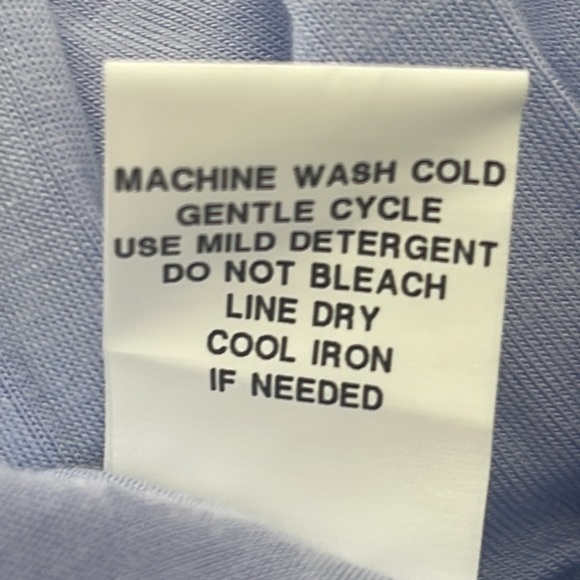 MACHINE WASH COLD
GENTLE CYCLE
USE MILD DETERGENT
DO NOT BLEACH
LINE DRY
COOL IRON
IF NEEDED